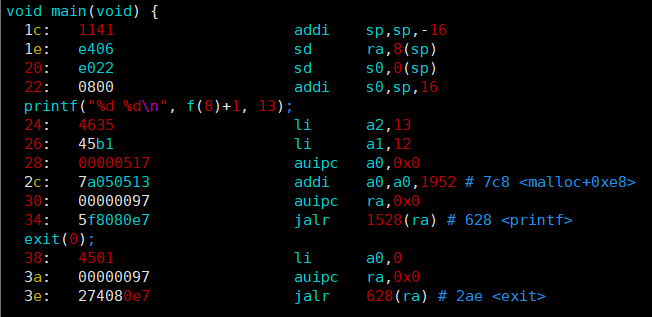 void main(void) {
1c: 1141 addi sp,sp,-16
1e: e406 sd ra,8(sp)
20: e022 sd s0,0(sp)
22: 0800 addi s0,sp,16
printf("%d %d\n", f(8)+1, 13);
24: 4635 li a2,13
26: 45b1 li a1,12
28: 00000517 auipc a0,0x0
2c: 7a050513 addi a0,a0,1952 # 7c8 <malloc+0xe8>
30: 00000097 auipc ra,0x0
34: 5f8080e7 jalr 1528(ra) # 628 <printf>
exit(0);
38: 4501 li a0,0
3a: 00000097 auipc ra,0x0
3e: 274080e7 jalr 628(ra) # 2ae <exit>